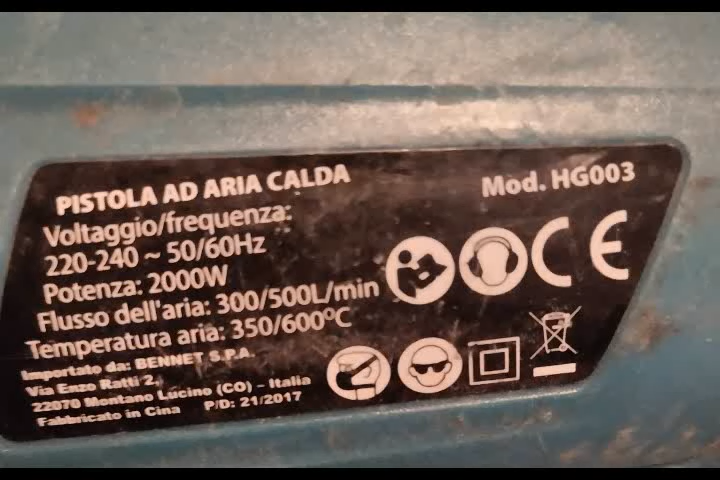 PISTOLA AD ARIA CALDA
Mod. HG003
Voltaggio/frequenza:
220-240 ~ 50/60Hz
Potenza: 2000W
Flusso dell'aria: 300/500L/min
Temperatura aria: 350/600ºC
Importato da: BENNET S.P.A.
Via Enzo Ratti 2,
22070 Montano Lucino (CO) - Italia
Fabbricato in Cina P/D: 21/2017
CE